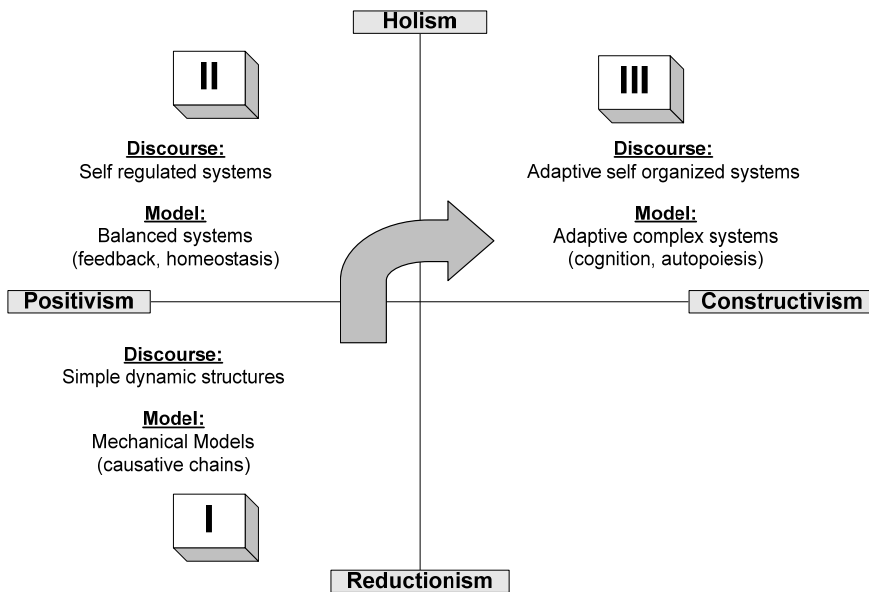 Holism
II
Discourse:
Self regulated systems
Model:
Balanced systems
(feedback, homeostasis)
III
Discourse:
Adaptive self organized systems
Model:
Adaptive complex systems
(cognition, autopoiesis)
Positivism
Constructivism
Discourse:
Simple dynamic structures
Model:
Mechanical Models
(causative chains)
I
Reductionism